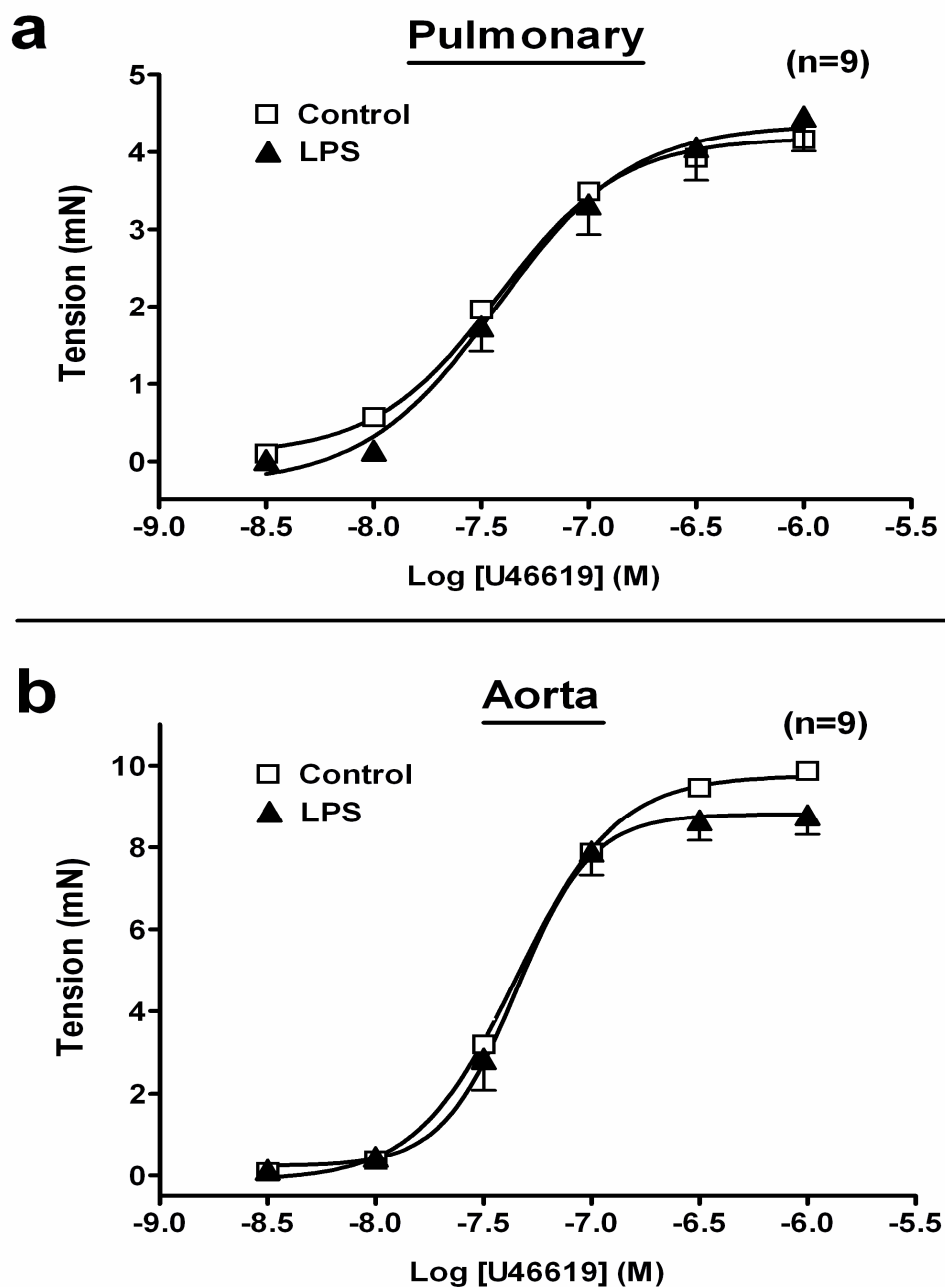 a
Pulmonary
(n=9)
Control
LPS
5
4
3
2
1
0
Tension (mN)
-9.0 -8.5 -8.0 -7.5 -7.0 -6.5 -6.0 -5.5
Log [U46619] (M)
b
Aorta
(n=9)
Control
LPS
10
8
6
4
2
0
Tension (mN)
-9.0 -8.5 -8.0 -7.5 -7.0 -6.5 -6.0 -5.5
Log [U46619] (M)